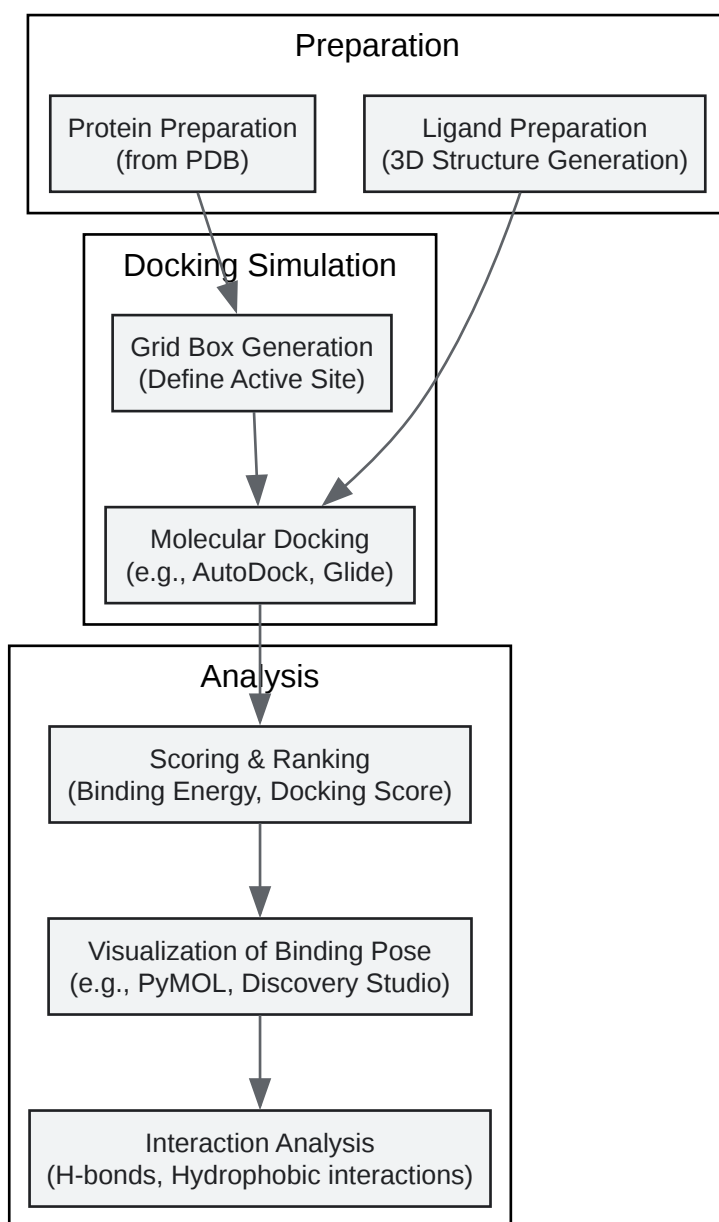 Preparation
Protein Preparation
(from PDB)
Ligand Preparation
(3D Structure Generation)
Docking Simulation
Grid Box Generation
(Define Active Site)
Molecular Docking
(e.g., AutoDock, Glide)
Analysis
Scoring & Ranking
(Binding Energy, Docking Score)
Visualization of Binding Pose
(e.g., PyMOL, Discovery Studio)
Interaction Analysis
(H-bonds, Hydrophobic interactions)